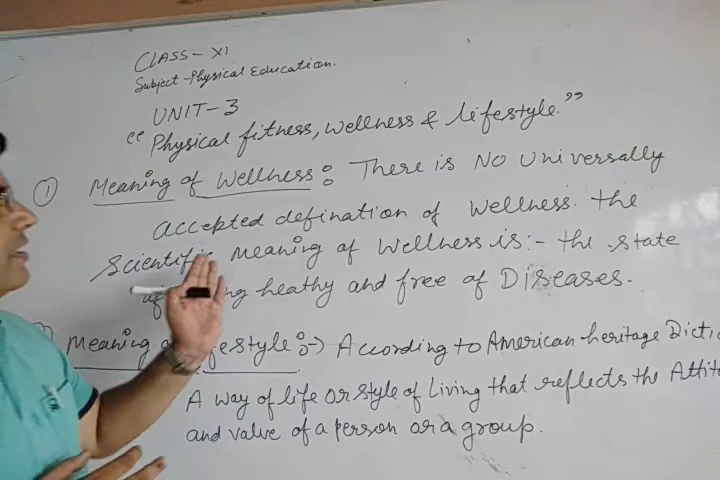 CLASS-XI
Subject-Physical Education.
UNIT-3
"Physical fitness, wellness & lifestyle."
① Meaning of Wellness: There is No Universally
accepted defination of wellness. the
Scientific Meaning of Wellness is:- the state
heathy and free of Diseases.
Meaning festyle:-) According to American heritage
A way of life or style of Living that reflects the
and valve of a person or a group.